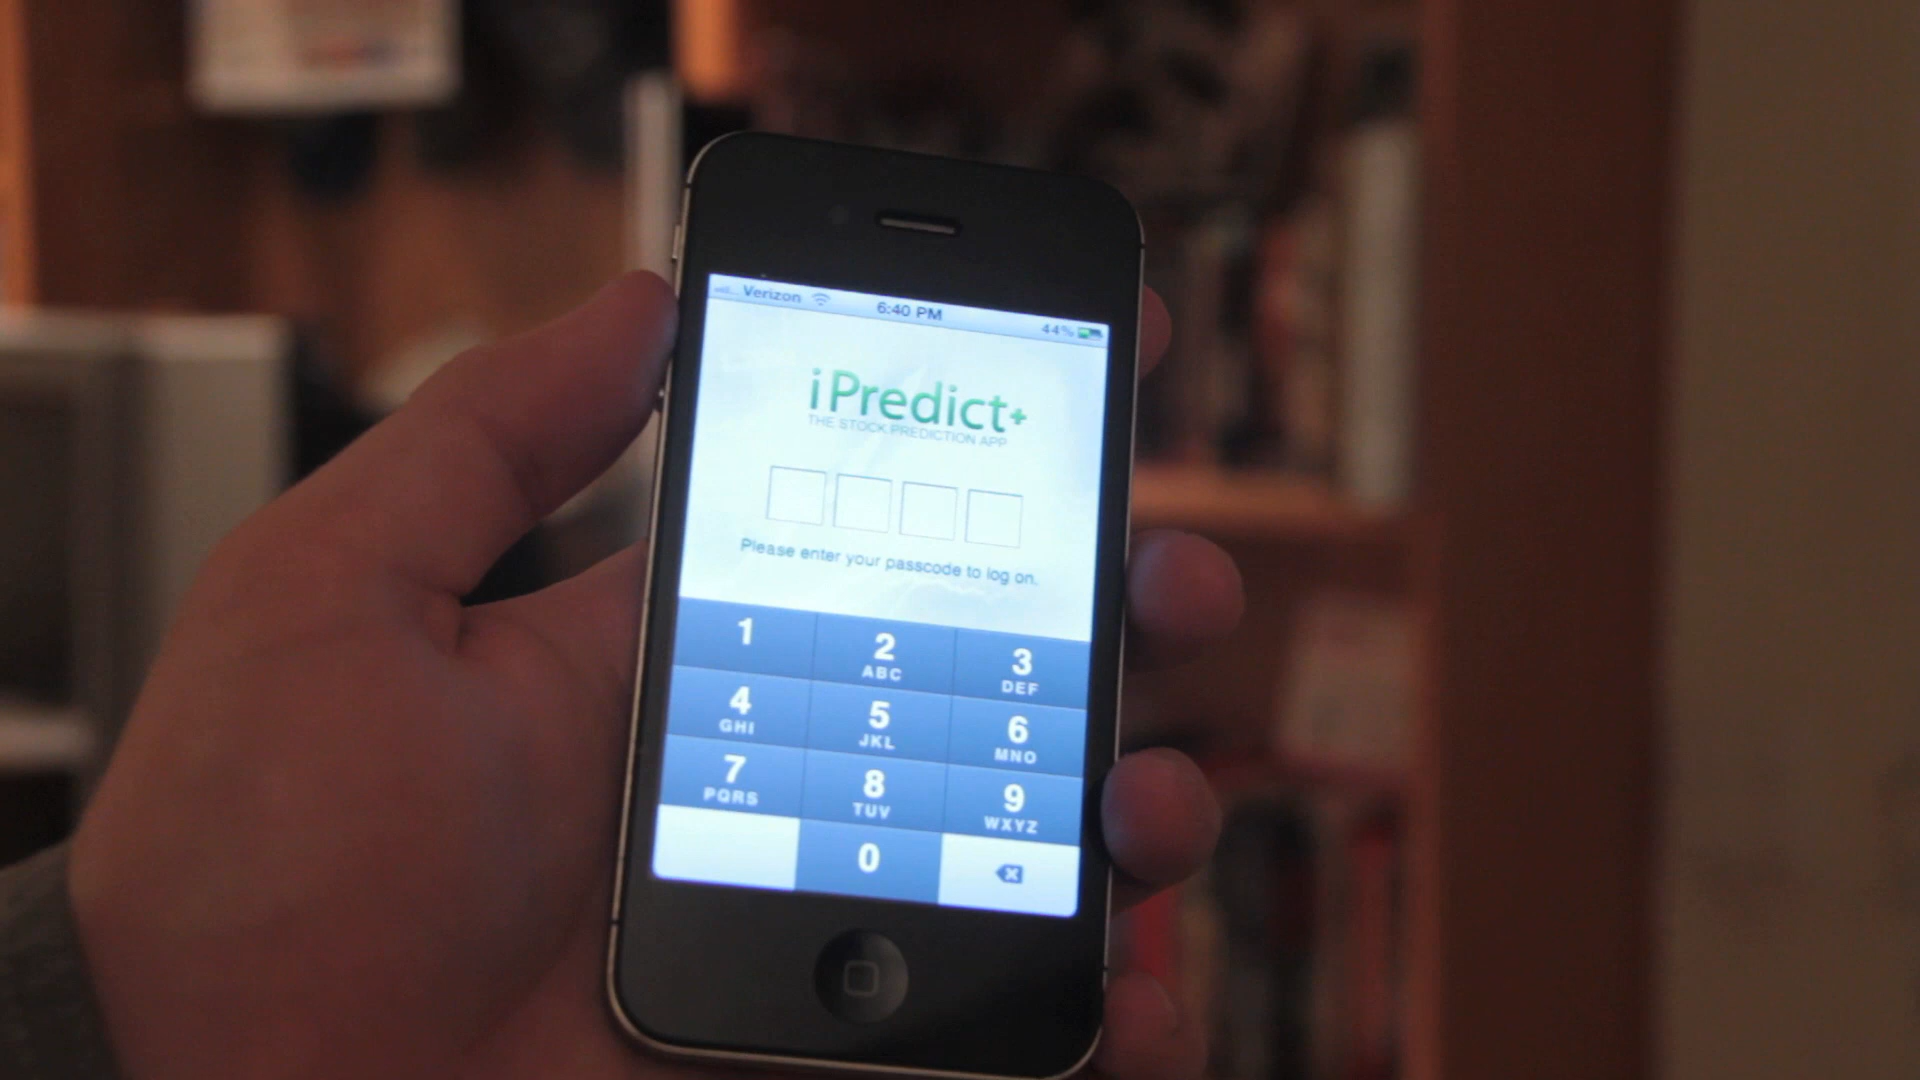 Verizon 6:40 PM 44%
iPredict+
THE STOCK PREDICTION APP
Please enter your passcode to log on.
1 2 3
ABC DEF
4 5 6
GHI JKL MNO
7 8 9
PQRS TUV WXYZ
0